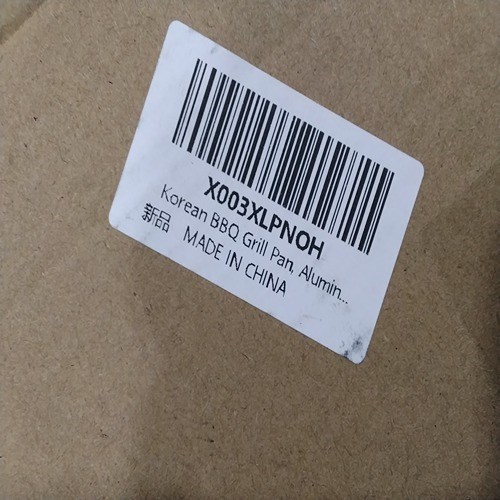 X003XLPNOH
Korean BBQ Grill Pan, Alumin...
新品 MADE IN CHINA